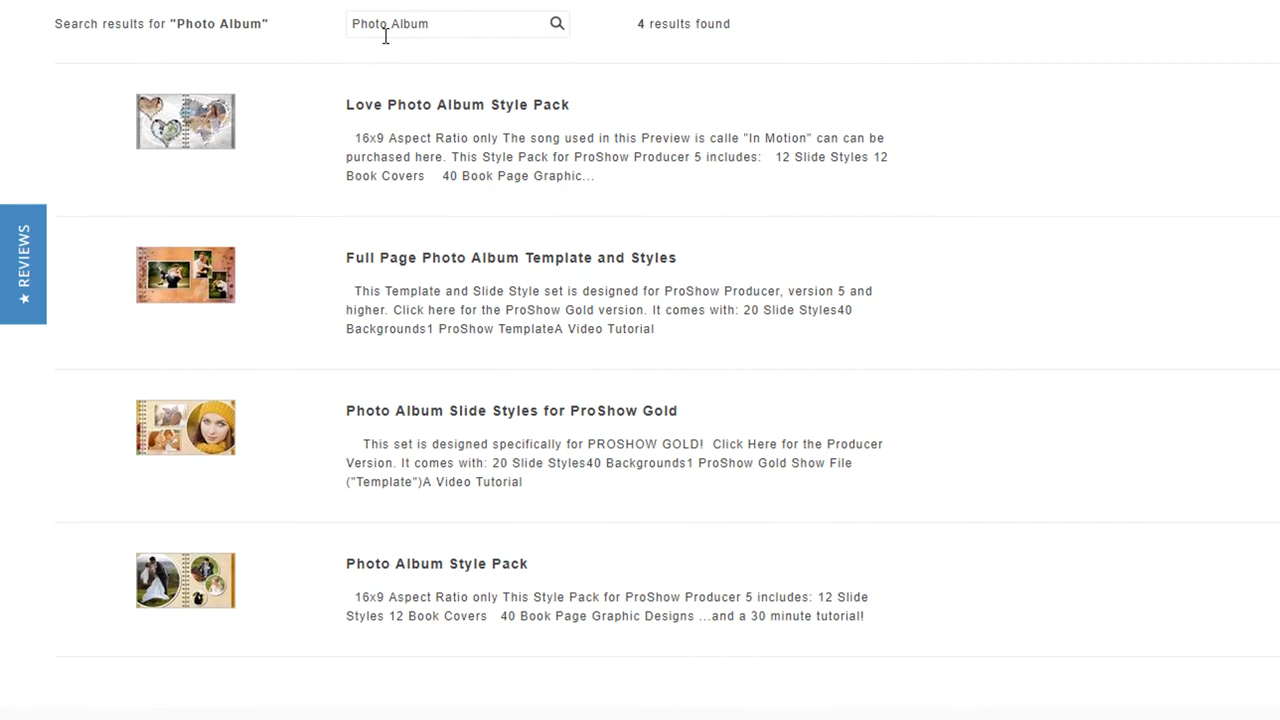 Search results for "Photo Album"
Photo Album
4 results found
Love Photo Album Style Pack
16x9 Aspect Ratio only The song used in this Preview is calle "In Motion" can can be
purchased here. This Style Pack for ProShow Producer 5 includes: 12 Slide Styles 12
Book Covers 40 Book Page Graphic...
★ REVIEWS
Full Page Photo Album Template and Styles
This Template and Slide Style set is designed for ProShow Producer, version 5 and
higher. Click here for the ProShow Gold version. It comes with: 20 Slide Styles40
Backgrounds1 ProShow TemplateA Video Tutorial
Photo Album Slide Styles for ProShow Gold
This set is designed specifically for PROSHOW GOLD! Click Here for the Producer
Version. It comes with: 20 Slide Styles40 Backgrounds1 ProShow Gold Show File
("Template")A Video Tutorial
Photo Album Style Pack
16x9 Aspect Ratio only This Style Pack for ProShow Producer 5 includes: 12 Slide
Styles 12 Book Covers 40 Book Page Graphic Designs ...and a 30 minute tutorial!